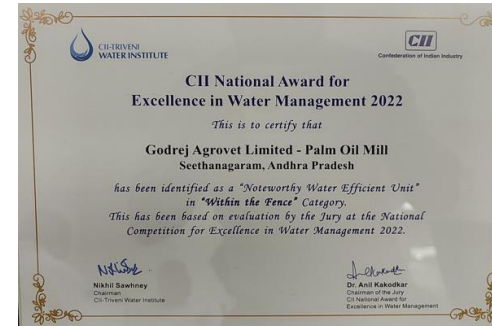 CII-TRIVENI
WATER INSTITUTE
CII
Confederation of Indian Industry
CII National Award for
Excellence in Water Management 2022
This is to certify that
Godrej Agrovet Limited - Palm Oil Mill
Seethanagaram, Andhra Pradesh
has been identified as a "Noteworthy Water Efficient Unit"
in "Within the Fence" Category.
This has been based on evaluation by the Jury at the National
Competition for Excellence in Water Management 2022.
Nikhil Sawhney
Chairman
CII-Triveni Water Institute
Dr. Anil Kakodkar
Chairman of the Jury
CII National Award for
Excellence in Water Management